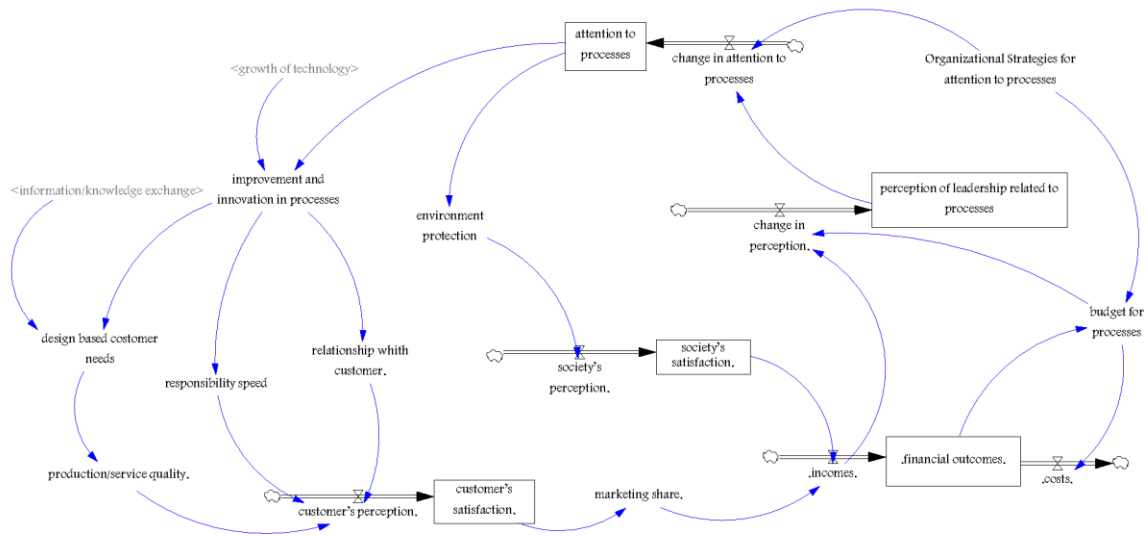 attention to
processes
change in attention to
processes
Organizational Strategies for
attention to processes
<growth of technology>
<information/knowledge exchange>
improvement and
innovation in processes
environment
protection
perception of leadership related to
processes
change in
perception.
budget for
processes
design based costomer
needs
responsibility speed
relationship whith
customer.
society's
perception.
society's
satisfaction.
production/service quality.
customer's perception.
customer's
satisfaction.
marketing share.
.incomes.
.financial outcomes.
.costs.